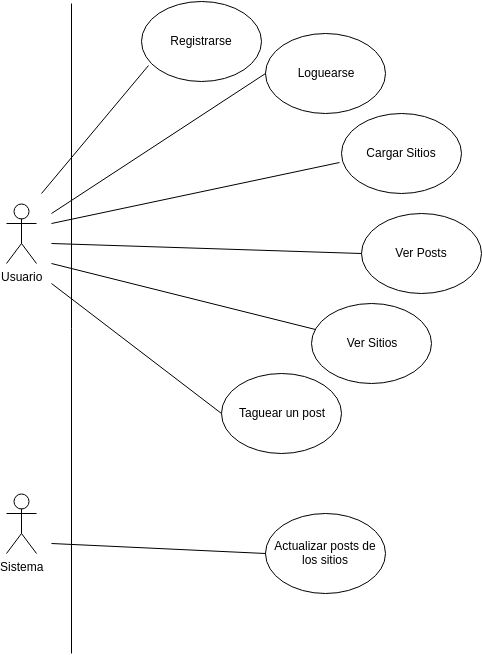 Registrarse
Loguearse
Cargar Sitios
Usuario
Ver Posts
Ver Sitios
Taguear un post
Sistema
Actualizar posts de
los sitios